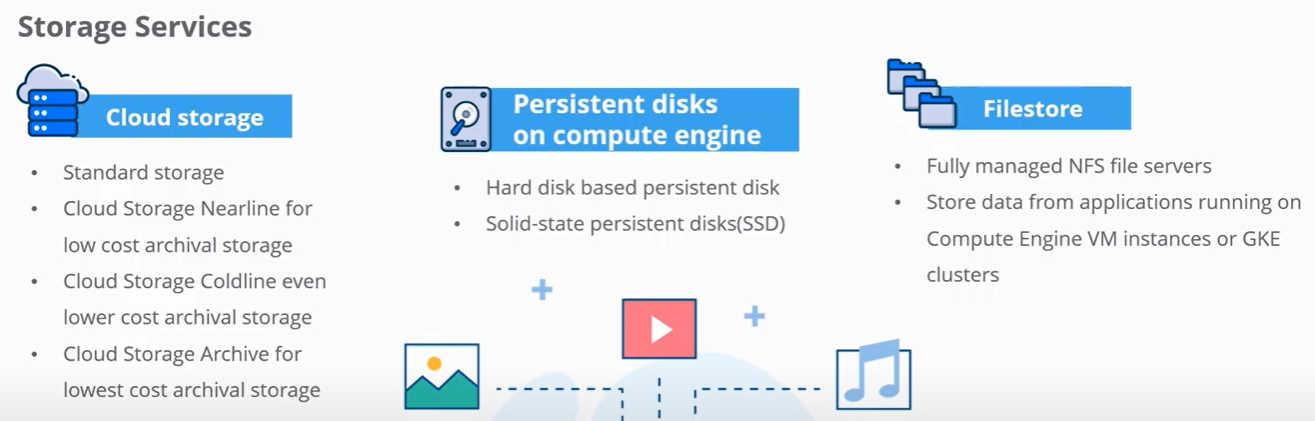 Storage Services
Cloud storage
• Standard storage
• Cloud Storage Nearline for
low cost archival storage
• Cloud Storage Coldline even
lower cost archival storage
• Cloud Storage Archive for
lowest cost archival storage
Persistent disks
on compute engine
• Hard disk based persistent disk
• Solid-state persistent disks(SSD)
Filestore
• Fully managed NFS file servers
• Store data from applications running on
Compute Engine VM instances or GKE
clusters